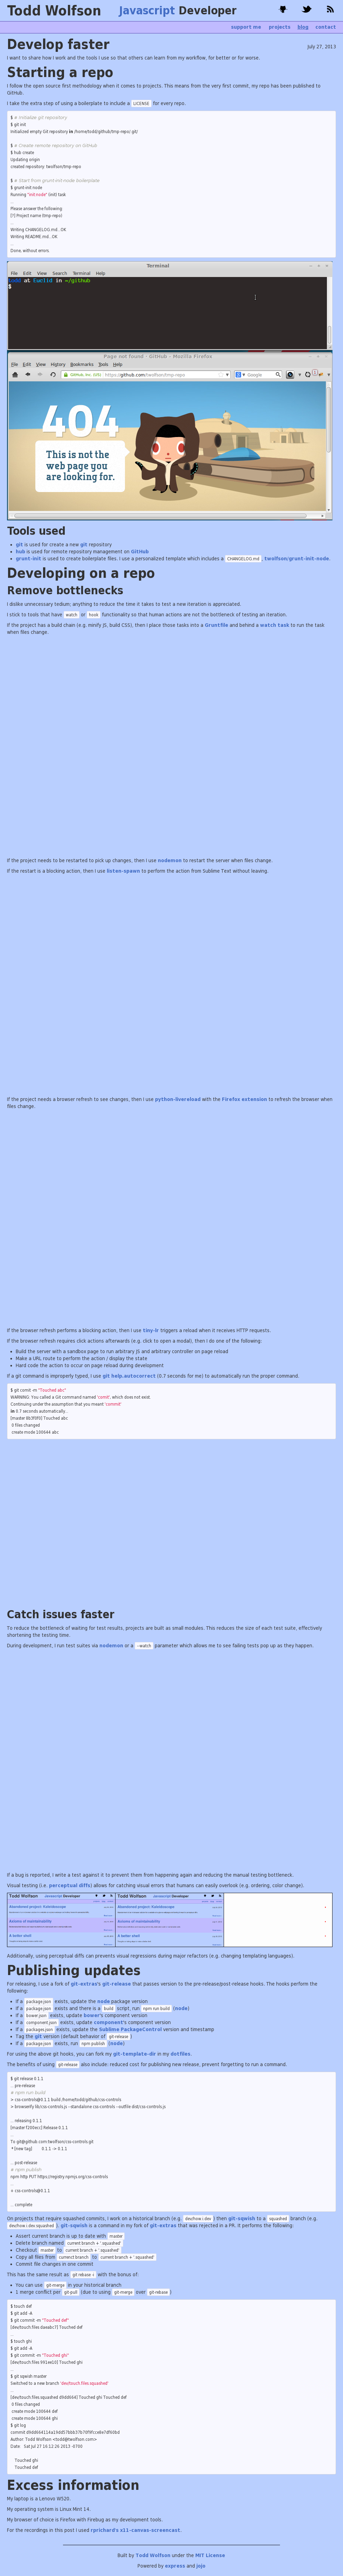 Todd Wolfson
Javascript Developer
support me projects blog contact
Develop faster
July 27, 2013
I want to share how I work and the tools I use so that others can learn from my workflow, for better or for worse.
Starting a repo
I follow the open source first methodology when it comes to projects. This means from the very first commit, my repo has been published to
GitHub.
I take the extra step of using a boilerplate to include a LICENSE for every repo.
$ # Initialize git repository
$ git init
Initialized empty Git repository in /home/todd/github/tmp-repo/.git/
$ # Create remote repository on GitHub
$ hub create
Updating origin
created repository: twolfson/tmp-repo
$ # Start from grunt-init-node boilerplate
$ grunt-init node
Running "init:node" (init) task
...
Please answer the following:
[?] Project name (tmp-repo)
...
Writing CHANGELOG.md...OK
Writing README.md...OK
...
Done, without errors.
Terminal
File Edit View Search Terminal Help
todd at Euclid in ~/github
$
Page not found · GitHub - Mozilla Firefox
File Edit View History Bookmarks Tools Help
GitHub, Inc. (US) https://github.com/twolfson/tmp-repo Google
404
This is not the
web page you
are looking for.
Tools used
git is used for create a new git repository
hub is used for remote repository management on GitHub
grunt-init is used to create boilerplate files. I use a personalized template which includes a CHANGELOG.md, twolfson/grunt-init-node.
Developing on a repo
Remove bottlenecks
I dislike unnecessary tedium; anything to reduce the time it takes to test a new iteration is appreciated.
I stick to tools that have watch or hook functionality so that human actions are not the bottleneck of testing an iteration.
If the project has a build chain (e.g. minify JS, build CSS), then I place those tasks into a Gruntfile and behind a watch task to run the task
when files change.
If the project needs to be restarted to pick up changes, then I use nodemon to restart the server when files change.
If the restart is a blocking action, then I use listen-spawn to perform the action from Sublime Text without leaving.
If the project needs a browser refresh to see changes, then I use python-livereload with the Firefox extension to refresh the browser when
files change.
If the browser refresh performs a blocking action, then I use tiny-lr triggers a reload when it receives HTTP requests.
If the browser refresh requires click actions afterwards (e.g. click to open a modal), then I do one of the following:
Build the server with a sandbox page to run arbitrary JS and arbitrary controller on page reload
Make a URL route to perform the action / display the state
Hard code the action to occur on page reload during development
If a git command is improperly typed, I use git help.autocorrect (0.7 seconds for me) to automatically run the proper command.
$ git comit -m "Touched abc"
WARNING: You called a Git command named 'comit', which does not exist.
Continuing under the assumption that you meant 'commit'
in 0.7 seconds automatically...
0 files changed
create mode 100644 abc
Catch issues faster
To reduce the bottleneck of waiting for test results, projects are built as small modules. This reduces the size of each test suite, effectively
shortening the testing time.
During development, I run test suites via nodemon or a --watch parameter which allows me to see failing tests pop up as they happen.
If a bug is reported, I write a test against it to prevent them from happening again and reducing the manual testing bottleneck.
Visual testing (i.e. perceptual diffs) allows for catching visual errors that humans can easily overlook (e.g. ordering, color change).
Todd Wolfson Javascript Developer Todd Wolfson Javascript Developer
Abandoned project: Kaleidoscope Abandoned project: Kaleidoscope
Axioms of maintainability Axioms of maintainability
A better shell A better shell
Additionally, using perceptual diffs can prevent visual regressions during major refactors (e.g. changing templating languages).
Publishing updates
For releasing, I use a fork of git-extras's git-release that passes version to the pre-release/post-release hooks. The hooks perform the
following:
If a package.json exists, update the node package version
If a package.json exists and there is a build script, run npm run build (node)
If a bower.json exists, update bower's component version
If a component.json exists, update component's component version
If a packages.json exists, update the Sublime PackageControl version and timestamp
Tag the git version (default behavior of git-release)
If a package.json exists, run npm publish (node)
For using the above git hooks, you can fork my git-template-dir in my dotfiles.
The benefits of using git-release also include: reduced cost for publishing new release, prevent forgetting to run a command.
$ git release 0.1.1
... pre-release
# npm run build
> css-controls@0.1.1 build /home/todd/github/css-controls
> browserify lib/css-controls.js --standalone css-controls --outfile dist/css-controls.js
... releasing 0.1.1
[master f200ecc] Release 0.1.1
...
To git@github.com:twolfson/css-controls.git
* [new tag] 0.1.1 -> 0.1.1
... post-release
# npm publish
npm http PUT https://registry.npmjs.org/css-controls
...
+ css-controls@0.1.1
... complete
On projects that require squashed commits, I work on a historical branch (e.g. dev/how.i.dev) then git-sqwish to a squashed branch (e.g.
dev/how.i.dev.squashed). git-sqwish is a command in my fork of git-extras that was rejected in a PR. It performs the following:
Assert current branch is up to date with master
Delete branch named current branch + '.squashed'
Checkout master to current branch + '.squashed'
Copy all files from current branch to current branch + '.squashed'
Commit file changes in one commit
This has the same result as git rebase -i with the bonus of:
You can use git-merge in your historical branch
1 merge conflict per git-pull (due to using git-merge over git-rebase)
$ touch def
$ git add -A
$ git commit -m "Touched def"
[dev/touch.files daeabc7] Touched def
...
$ touch ghi
$ git add -A
$ git commit -m "Touched ghi"
[dev/touch.files 991ee10] Touched ghi
...
$ git sqwish master
Switched to a new branch 'dev/touch.files.squashed'
...
[dev/touch.files.squashed d9dd664] Touched ghi Touched def
0 files changed
create mode 100644 def
create mode 100644 ghi
$ git log
Author: Todd Wolfson <todd@twolfson.com>
Date: Sat Jul 27 16:12:26 2013 -0700
Touched ghi
Touched def
Excess information
My laptop is a Lenovo W520.
My operating system is Linux Mint 14.
My browser of choice is Firefox with Firebug as my development tools.
For the recordings in this post I used rprichard's x11-canvas-screencast.
Built by Todd Wolfson under the MIT License
Powered by express and jojo